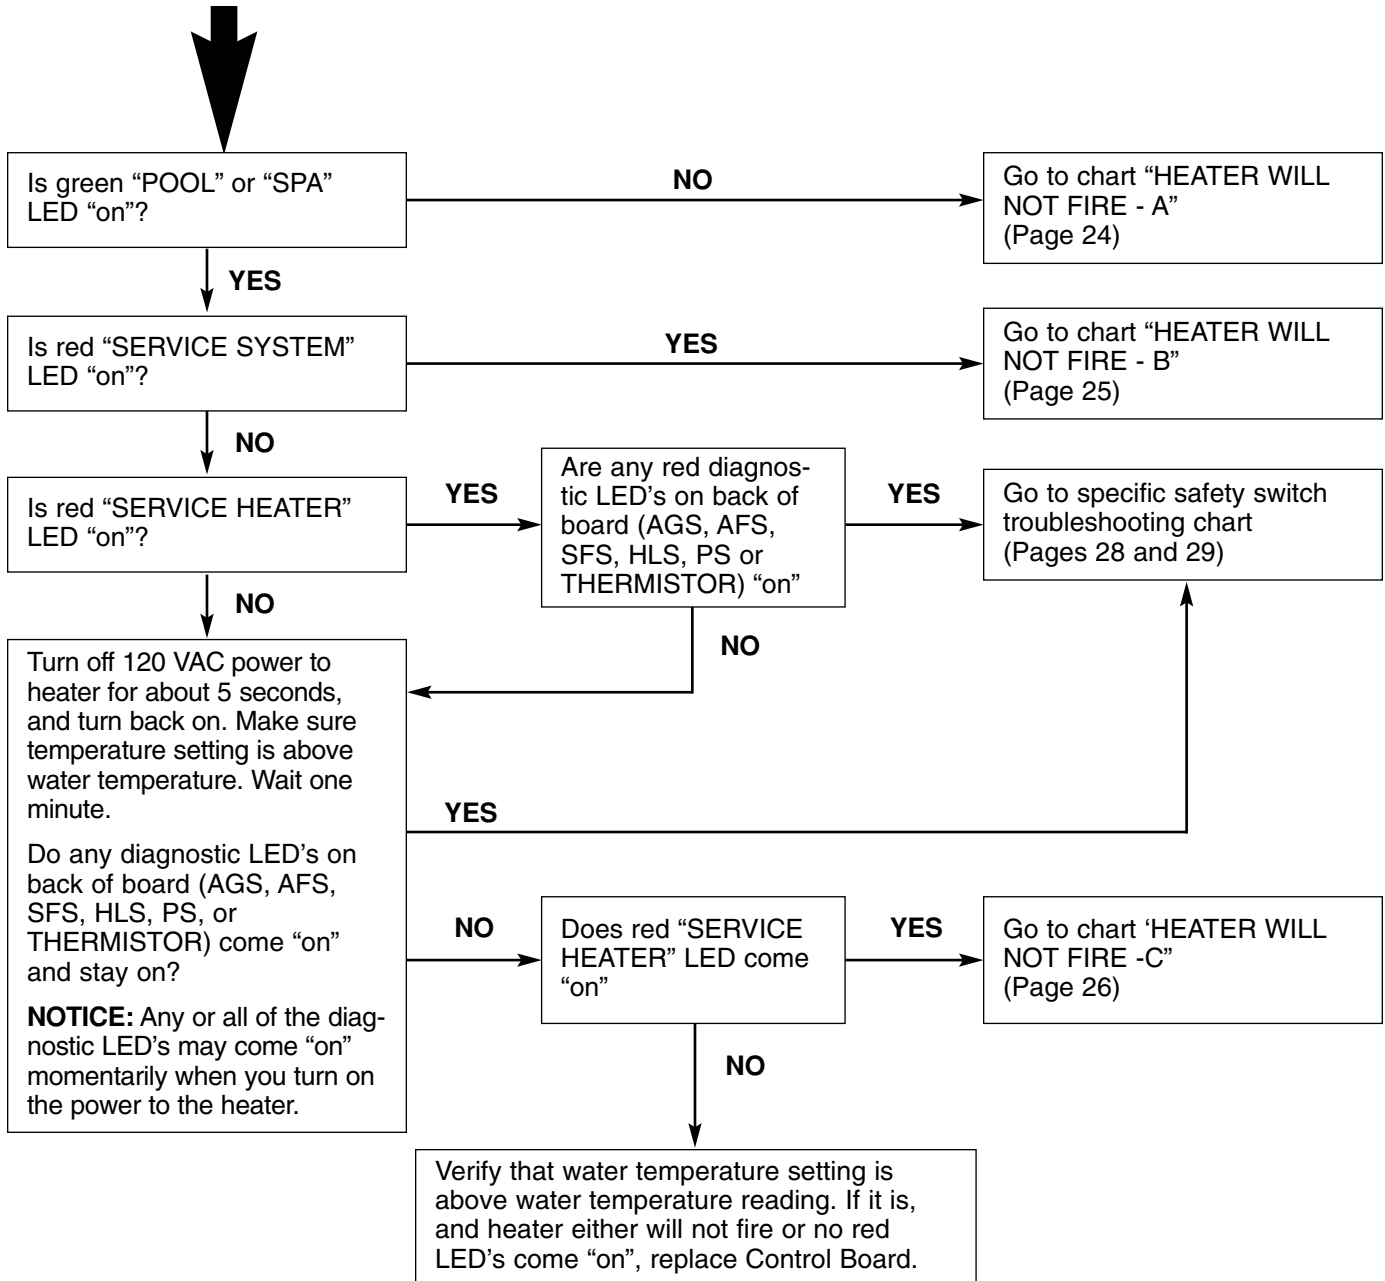 Is green “POOL” or “SPA”
LED “on”?
NO
Go to chart “HEATER WILL
NOT FIRE - A”
(Page 24)
YES
Is red “SERVICE SYSTEM”
LED “on”?
YES
Go to chart “HEATER WILL
NOT FIRE - B”
(Page 25)
NO
Is red “SERVICE HEATER”
LED “on”?
YES
Are any red diagnos-
tic LED’s on back of
board (AGS, AFS,
SFS, HLS, PS or
THERMISTOR) “on”
YES
Go to specific safety switch
troubleshooting chart
(Pages 28 and 29)
NO
NO
Turn off 120 VAC power to
heater for about 5 seconds,
and turn back on. Make sure
temperature setting is above
water temperature. Wait one
minute.
Do any diagnostic LED’s on
back of board (AGS, AFS,
SFS, HLS, PS, or
THERMISTOR) come “on”
and stay on?
NOTICE: Any or all of the diag-
nostic LED’s may come “on”
momentarily when you turn on
the power to the heater.
YES
NO
Does red “SERVICE
HEATER” LED come
“on”
YES
Go to chart ‘HEATER WILL
NOT FIRE -C”
(Page 26)
NO
Verify that water temperature setting is
above water temperature reading. If it is,
and heater either will not fire or no red
LED’s come “on”, replace Control Board.